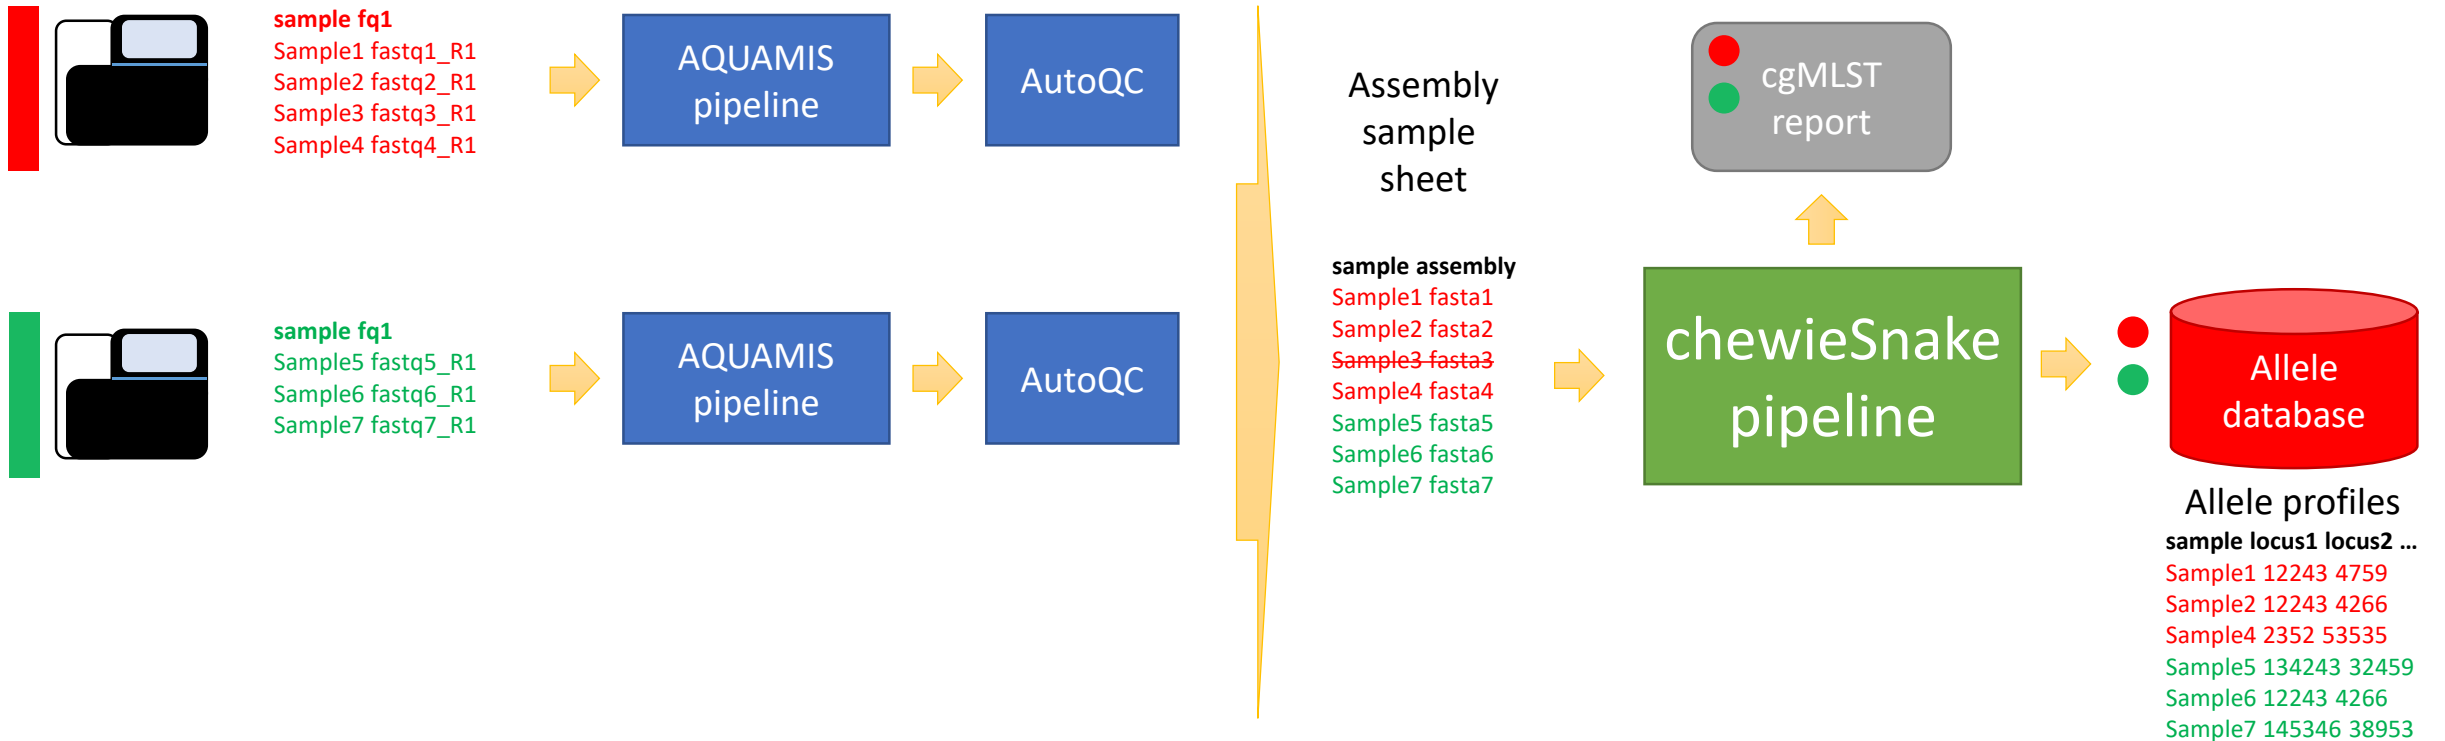 sample fq1
Sample1 fastq1_R1
Sample2 fastq2_R1
Sample3 fastq3_R1
Sample4 fastq4_R1
AQUAMIS
pipeline
AutoQC
sample fq1
Sample5 fastq5_R1
Sample6 fastq6_R1
Sample7 fastq7_R1
AQUAMIS
pipeline
AutoQC
Assembly
sample
sheet
sample assembly
Sample1 fasta1
Sample2 fasta2
Sample3 fasta3
Sample4 fasta4
Sample5 fasta5
Sample6 fasta6
Sample7 fasta7
cgMLST
report
chewieSnake
pipeline
Allele
database
Allele profiles
sample locus1 locus2 ...
Sample1 12243 4759
Sample2 12243 4266
Sample4 2352 53535
Sample5 134243 32459
Sample6 12243 4266
Sample7 145346 38953